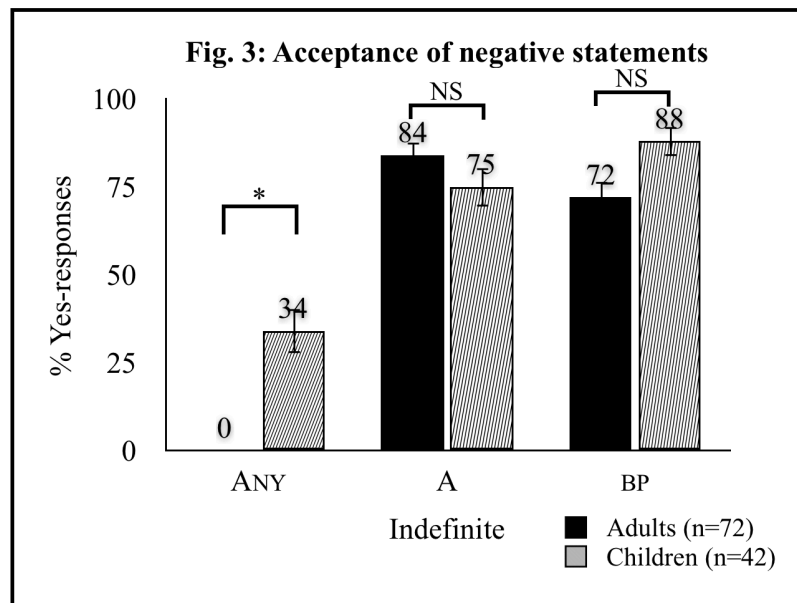 Fig. 3: Acceptance of negative statements
100
75
50
25
0
% Yes-responses
*
NS
NS
0
34
84
75
72
88
ANY
A
BP
Indefinite
Adults (n=72)
Children (n=42)